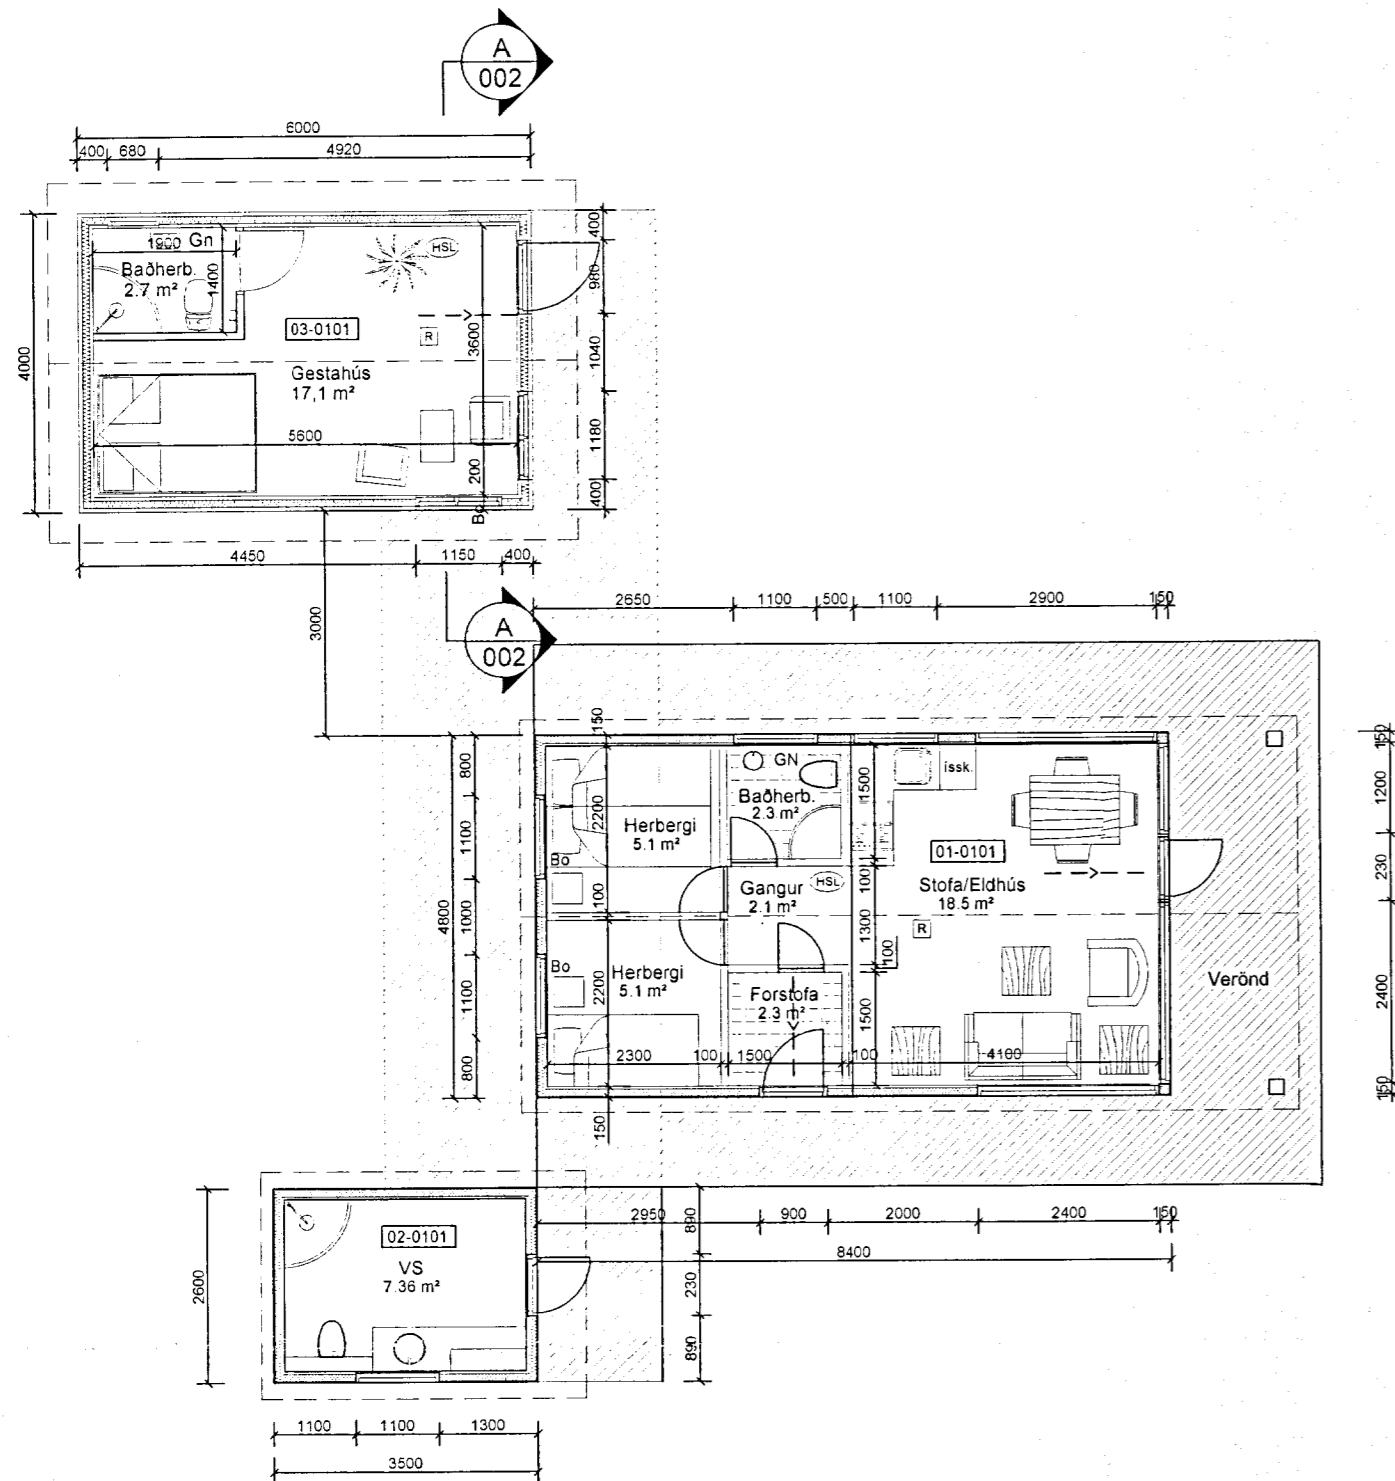 A
002
6000
400 680 4920
1900 Gn
HSL
400
Baðherb.
2.7 m²
1400
980
03-0101
R
3600
1040
4000
Gestahús
17,1 m²
5600
1180
200
400
Bo
4450 1150 400
3000
A
002
2650 1100 500 1100 2900 150
150
800
GN
íssk.
150
1500
Baðherb.
2.3 m²
1200
2200
Herbergi
5.1 m²
1100
01-0101
Bo
230
100
Gangur
2.1 m²
HSL
100
Stofa/Eldhús
18.5 m²
4800
1000
1300
R
100
Bo
Herbergi
5.1 m²
Verönd
2200
1100
Forstofa
2.3 m²
1500
2400
800
2300 100 1500 100 4100
150
150
2950 900 2000 2400 150
890
8400
02-0101
VS
7.36 m²
2600
230
890
1100 1100 1300
3500